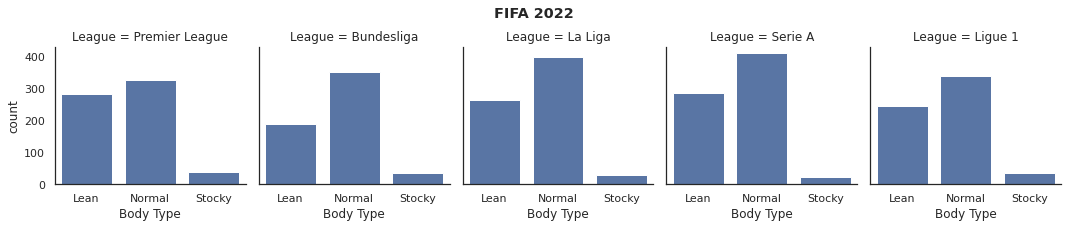 FIFA 2022
League = Premier League
League = Bundesliga
League = La Liga
League = Serie A
League = Ligue 1
count
400
300
200
100
0
Lean Normal Stocky
Body Type
Lean Normal Stocky
Body Type
Lean Normal Stocky
Body Type
Lean Normal Stocky
Body Type
Lean Normal Stocky
Body Type